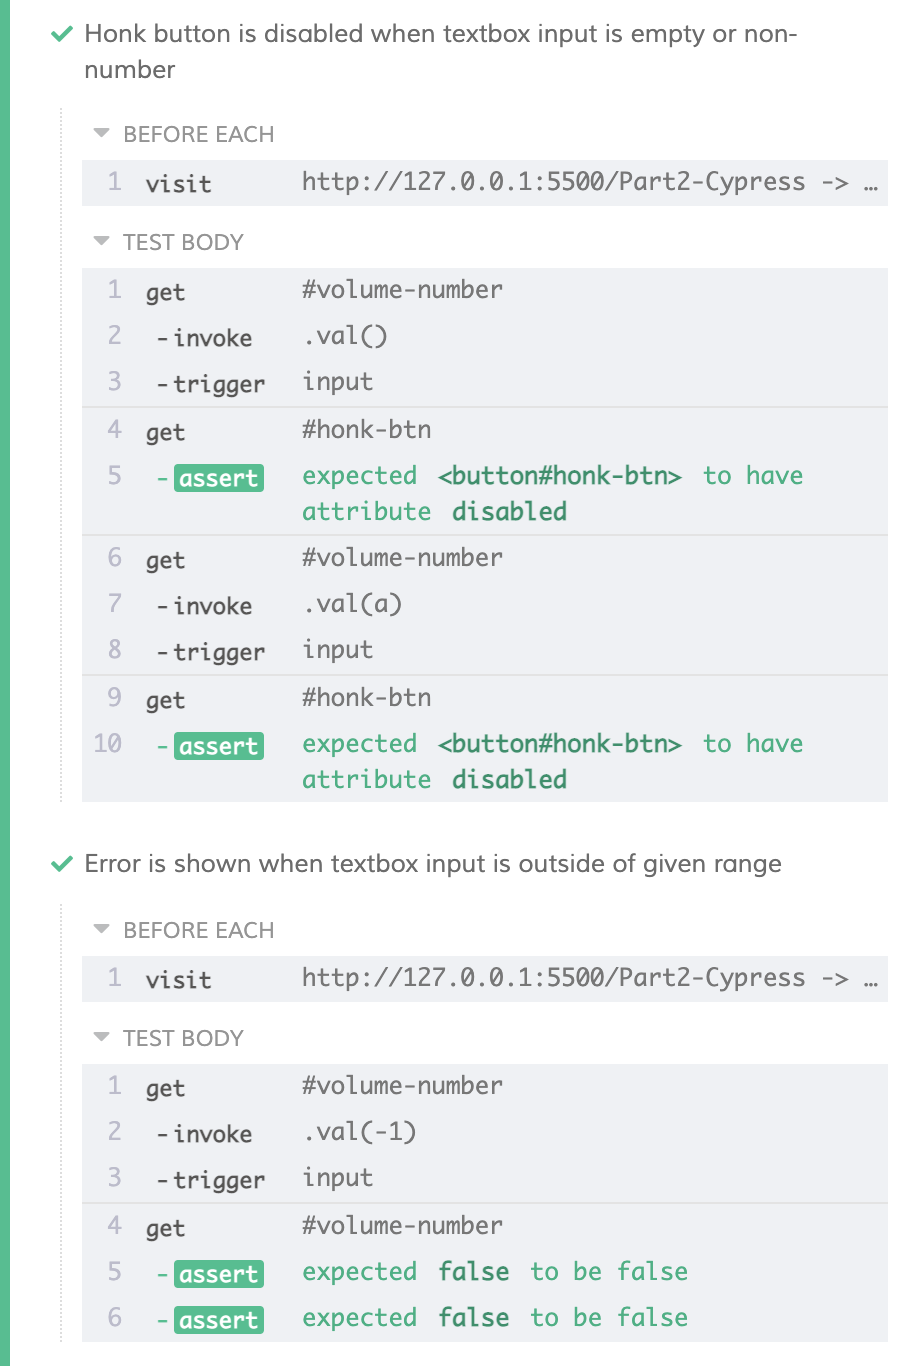 Honk button is disabled when textbox input is empty or non-
number
BEFORE EACH
1 visit http://127.0.0.1:5500/Part2-Cypress -> …
TEST BODY
1 get #volume-number
2 -invoke .val()
3 -trigger input
4 get #honk-btn
5 -assert expected <button#honk-btn> to have
attribute disabled
6 get #volume-number
7 -invoke .val(a)
8 -trigger input
9 get #honk-btn
10 -assert expected <button#honk-btn> to have
attribute disabled
Error is shown when textbox input is outside of given range
BEFORE EACH
1 visit http://127.0.0.1:5500/Part2-Cypress -> …
TEST BODY
1 get #volume-number
2 -invoke .val(-1)
3 -trigger input
4 get #volume-number
5 -assert expected false to be false
6 -assert expected false to be false